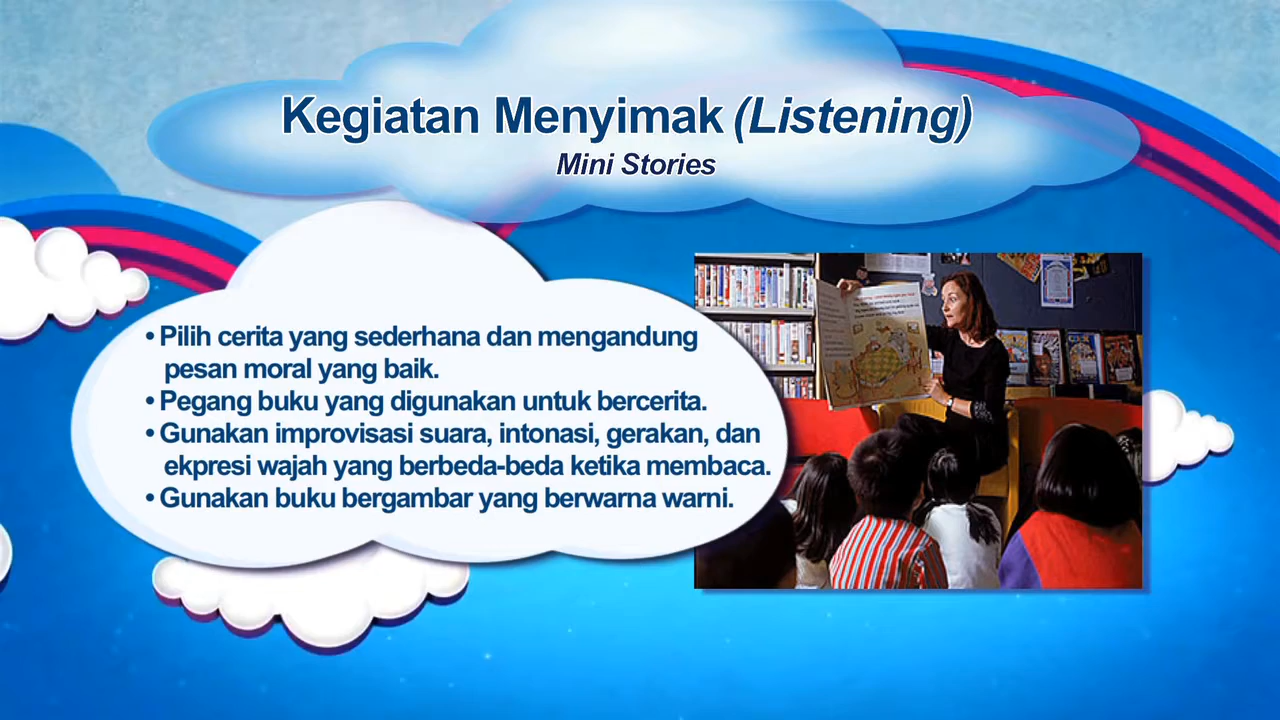 Kegiatan Menyimak (Listening)
Mini Stories
• Pilih cerita yang sederhana dan mengandung
pesan moral yang baik.
• Pegang buku yang digunakan untuk bercerita.
• Gunakan improvisasi suara, intonasi, gerakan, dan
ekpresi wajah yang berbeda-beda ketika membaca.
• Gunakan buku bergambar yang berwarna warni.